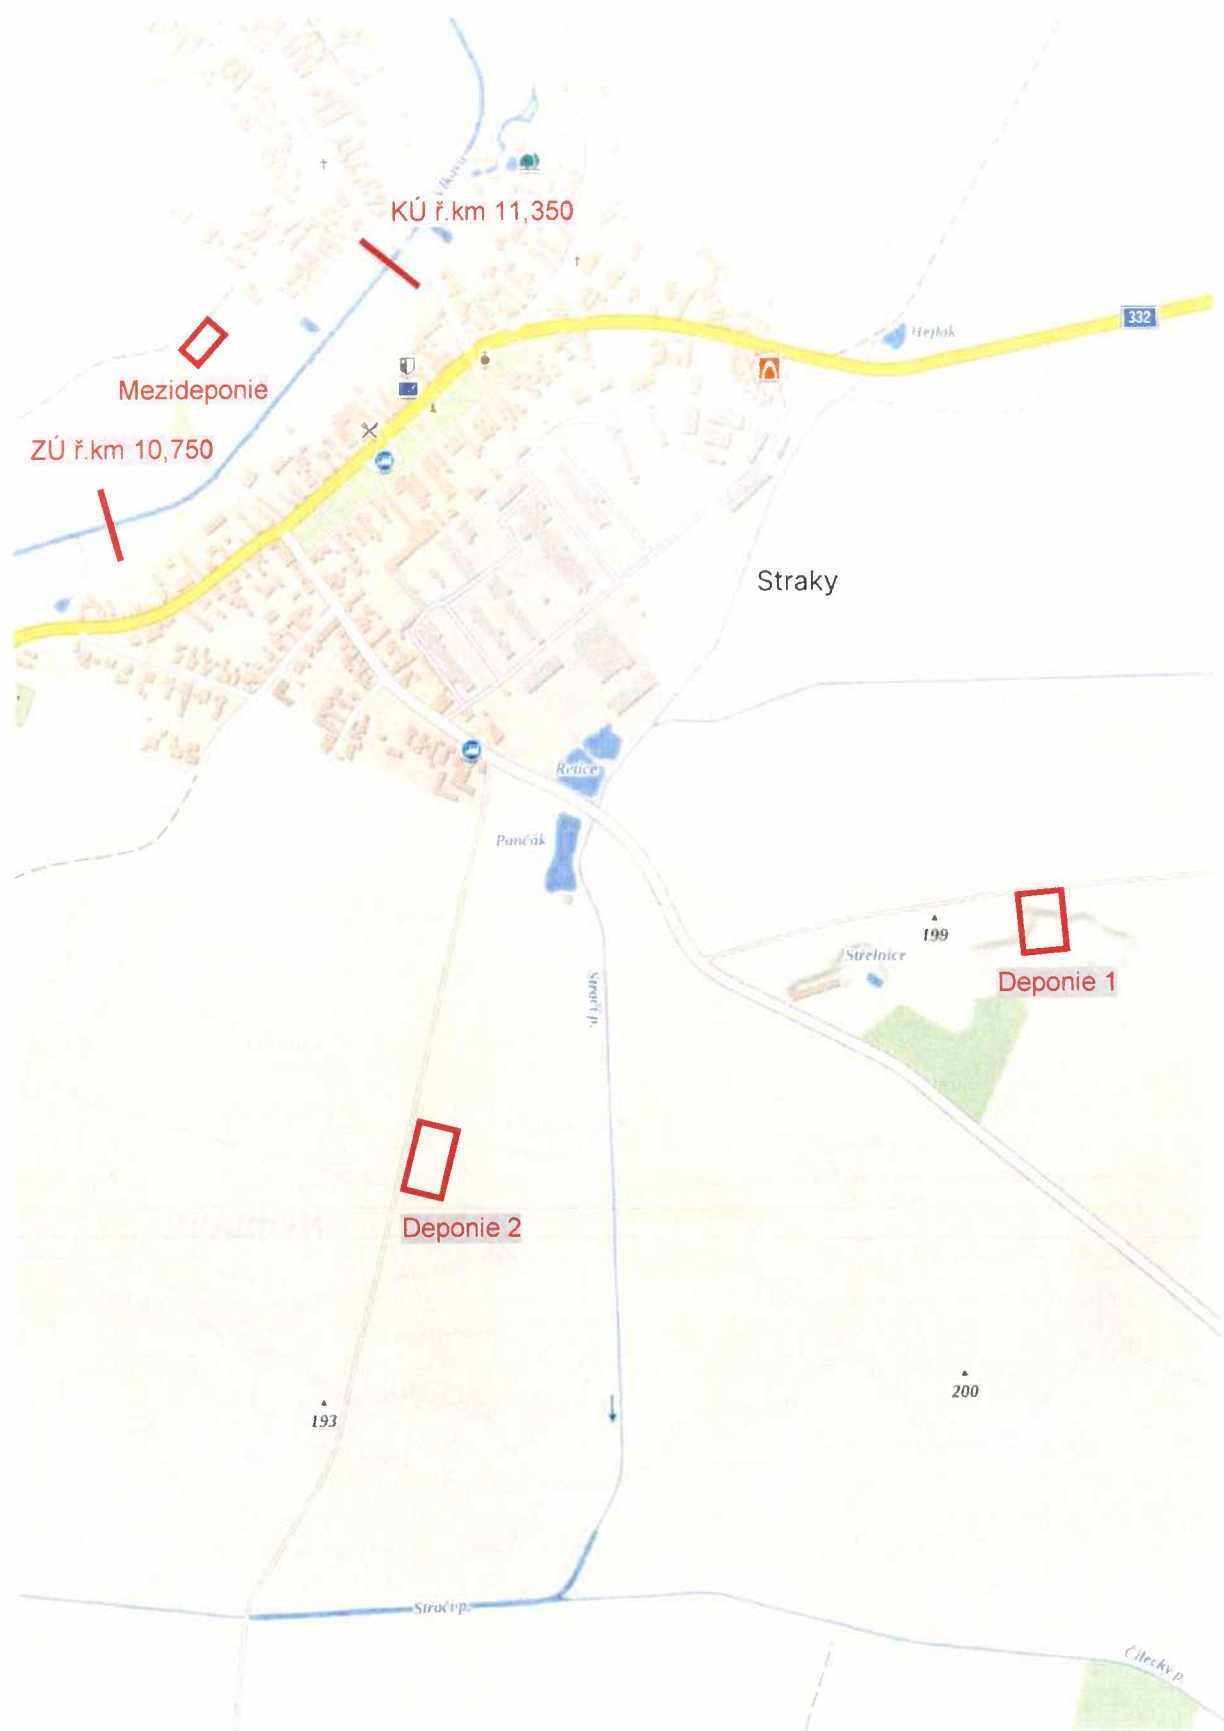 Vlkava
KÚ ř.km 11,350
332
Hejlák
Mezideponie
ZÚ ř.km 10,750
Straky
Retice
Pančák
199
Střelnice
Deponie 1
Stračí p.
Deponie 2
200
193
Stračí p.
Čilecký p.